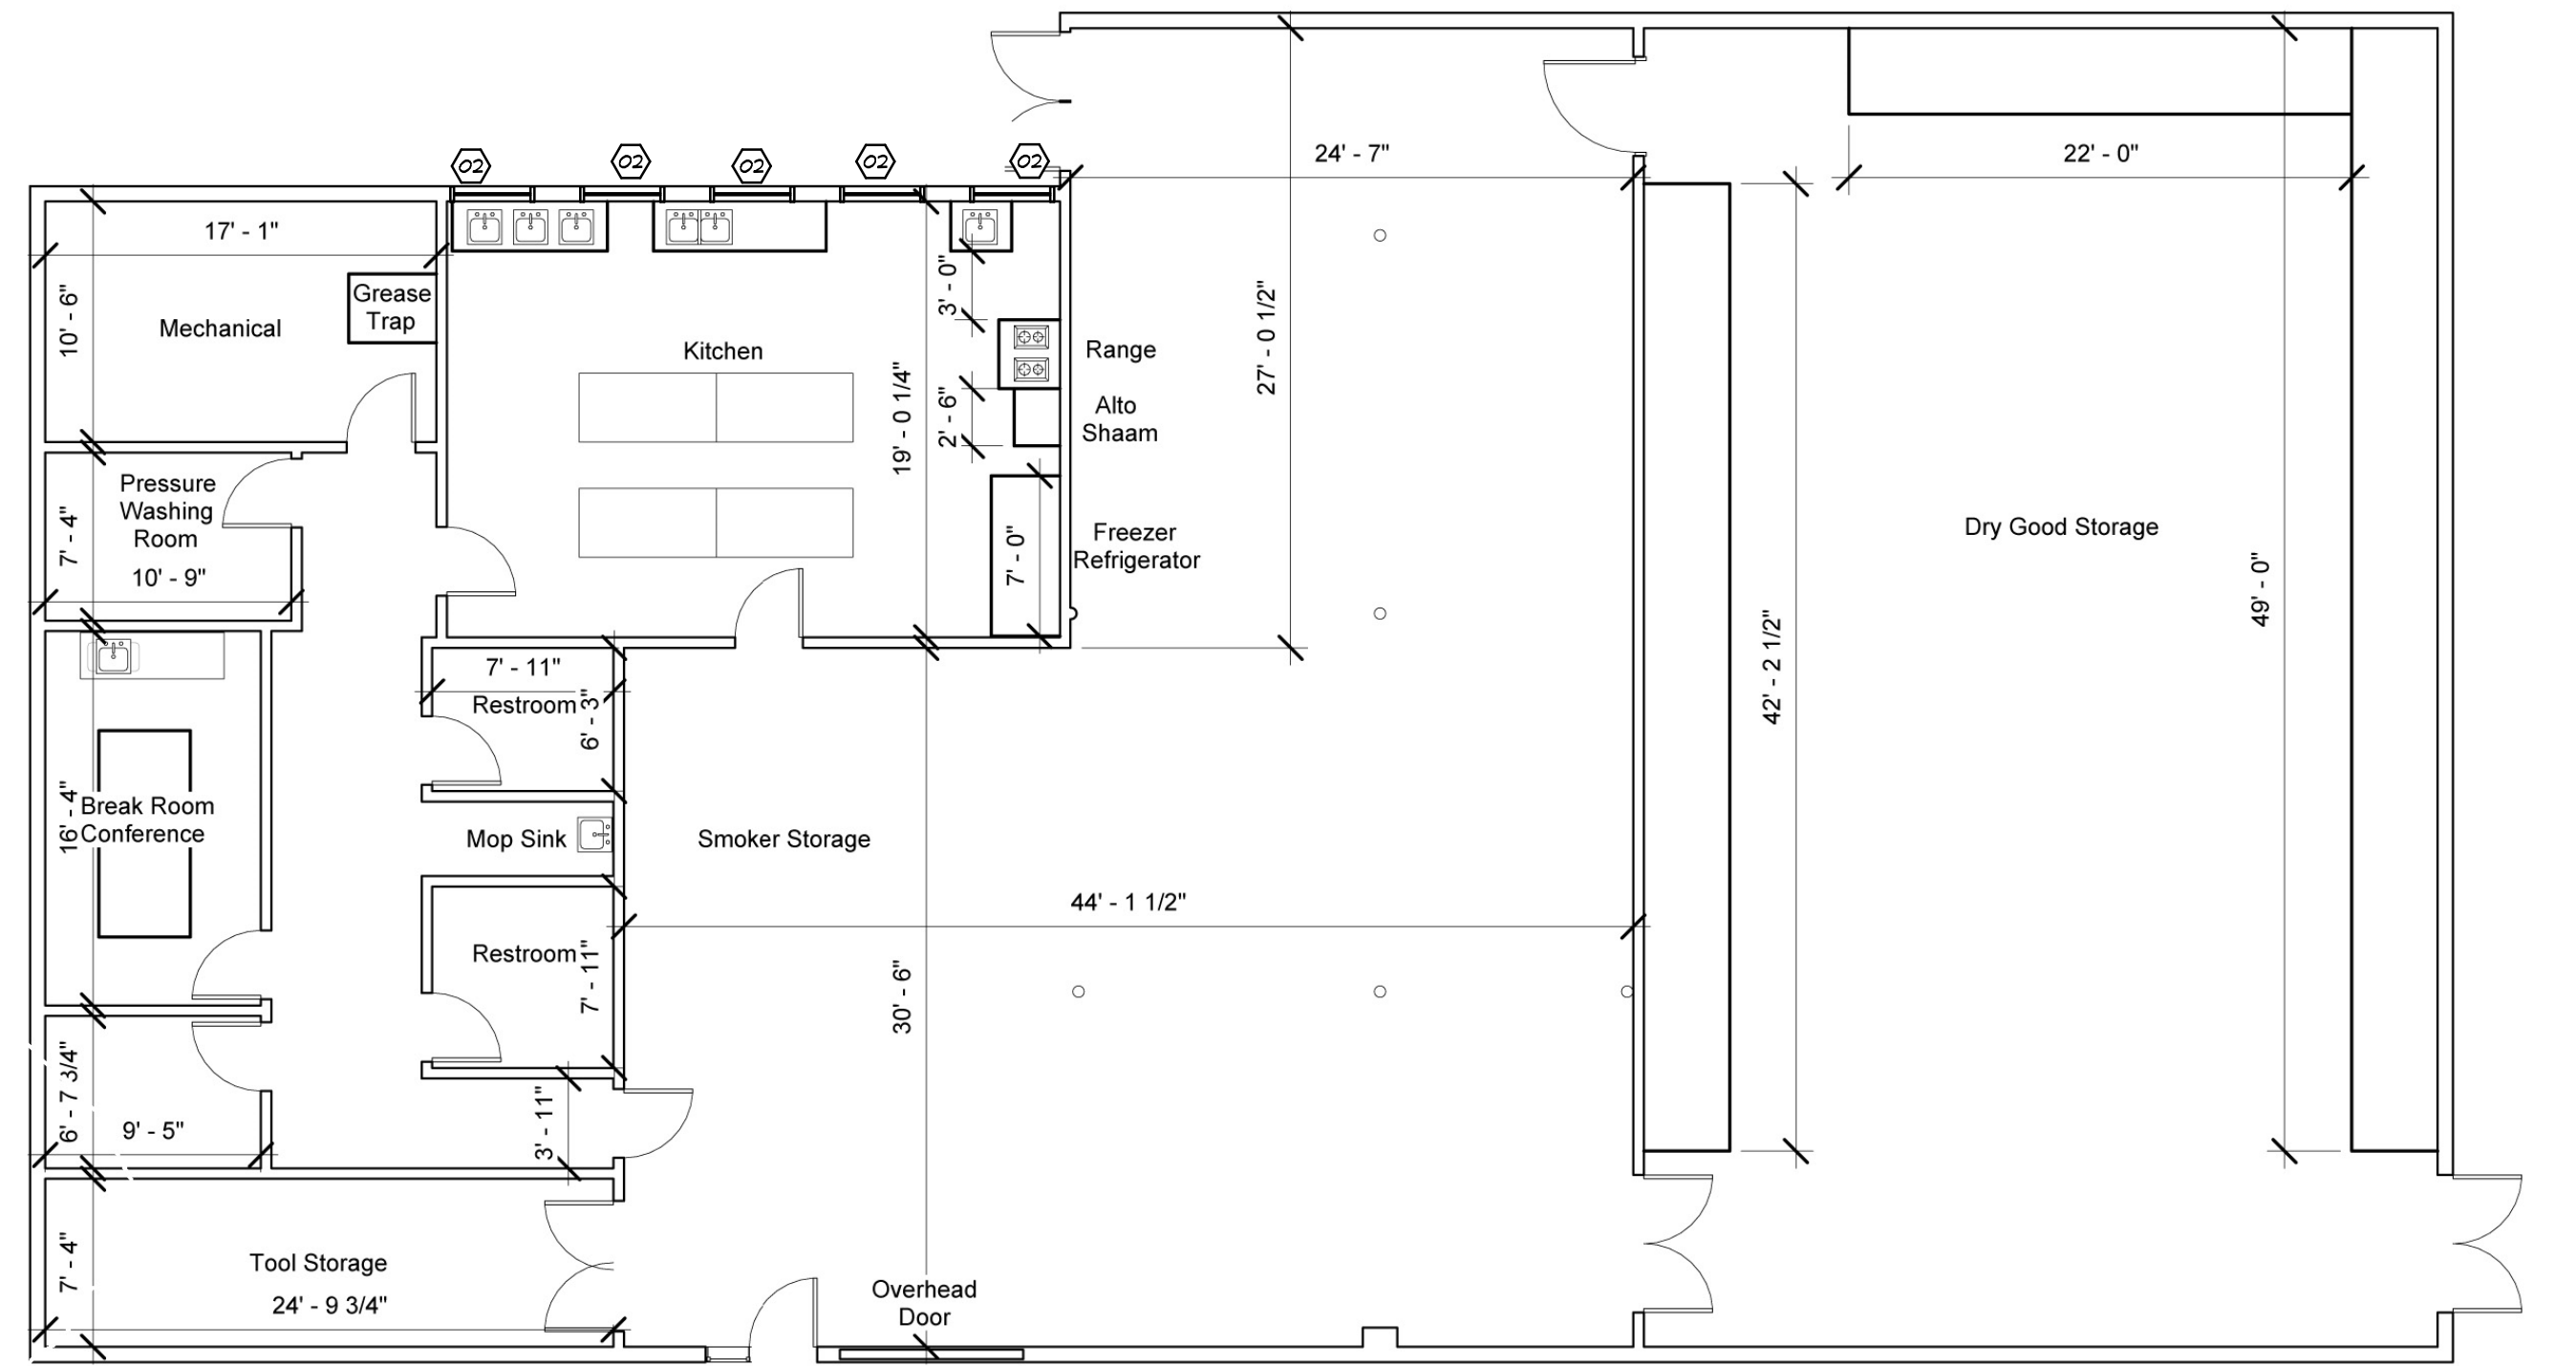 02
02
02
02
02
24' - 7"
22' - 0"
17' - 1"
Grease
Trap
10' - 6"
Mechanical
3' - 0"
Kitchen
Range
27' - 0 1/2"
19' - 0 1/4"
2' - 6"
Alto
Shaam
Pressure
Washing
Room
7' - 4"
10' - 9"
7' - 0"
Freezer
Refrigerator
Dry Good Storage
49' - 0"
42' - 2 1/2"
7' - 11"
Restroom
6' - 3"
16' - 4"
Break Room
Conference
Mop Sink
Smoker Storage
44' - 1 1/2"
Restroom
7' - 11"
30' - 6"
6' - 7 3/4"
9' - 5"
3' - 11"
7' - 4"
Tool Storage
24' - 9 3/4"
Overhead
Door